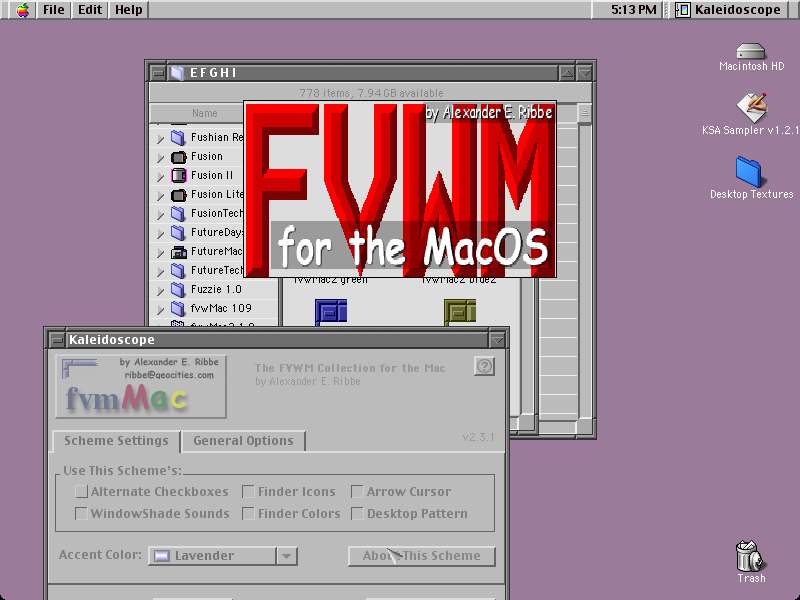 File Edit Help
5:13 PM Kaleidoscope
Macintosh HD
KSA Sampler v1.2.1
Desktop Textures
Trash
EFGHI
778 items, 7.94 GB available
Name
Fushian Re
Fusion
Fusion II
Fusion Lite
FusionTech
FutureDays
FutureMac
FutureTech
Fuzzie 1.0
fvwMac 109
fvwMac2 1.0
by Alexander E. Ribbe
FVWM
for the MacOS
fvwMac2 green
fvwMac2 blue2
Kaleidoscope
by Alexander E. Ribbe
ribbe@geocities.com
fvmMac
The FVWM Collection for the Mac
by Alexander E. Ribbe
?
Scheme Settings
General Options
v2.3.1
Use This Scheme's:
Alternate Checkboxes
Finder Icons
Arrow Cursor
WindowShade Sounds
Finder Colors
Desktop Pattern
Accent Color:
Lavender
About This Scheme